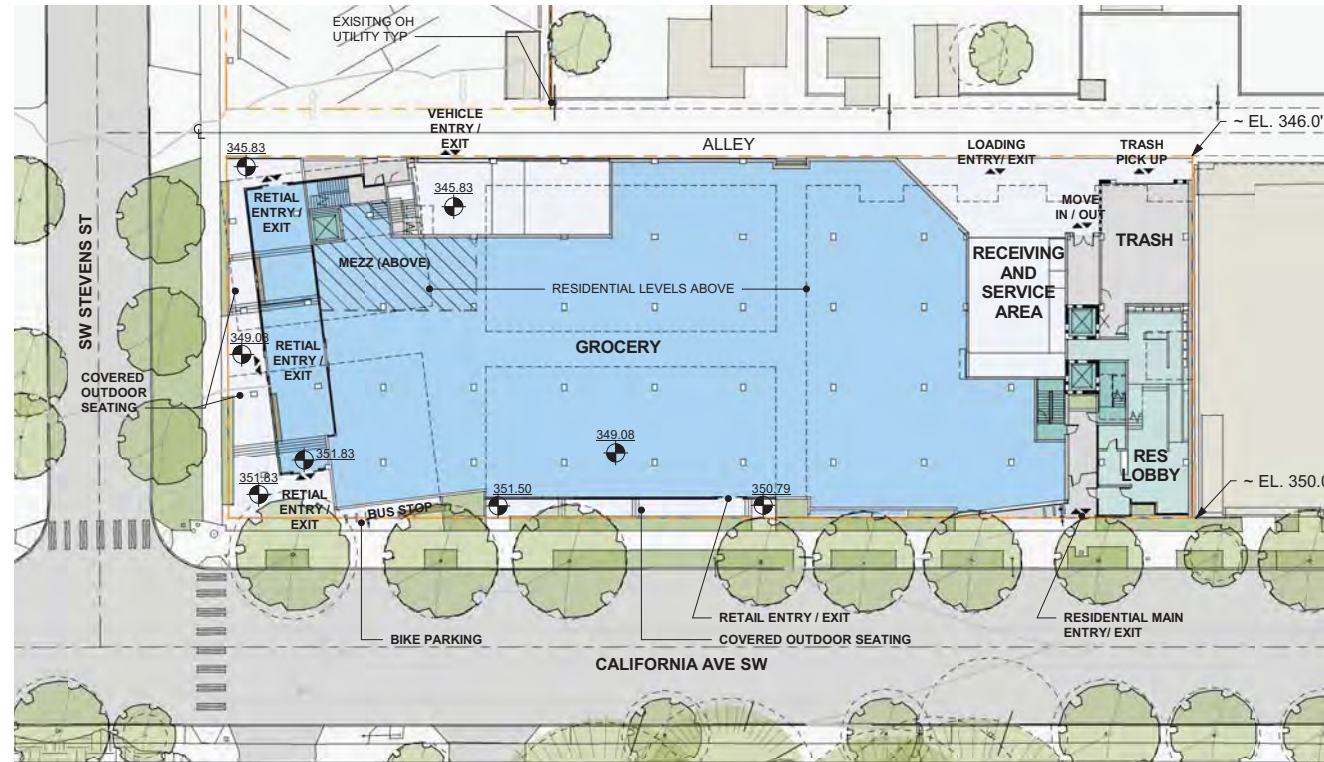 EXISITNG OH
UTILITY TYP
VEHICLE
ENTRY /
EXIT
ALLEY
LOADING
ENTRY/ EXIT
TRASH
PICK UP
~ EL. 346.0'
345.83
345.83
RETIAL
ENTRY /
EXIT
MOVE
IN / OUT
TRASH
MEZZ (ABOVE)
RESIDENTIAL LEVELS ABOVE
RECEIVING
AND
SERVICE
AREA
SW STEVENS ST
349.08
RETIAL
ENTRY /
EXIT
GROCERY
COVERED
OUTDOOR
SEATING
349.08
351.83
351.83
RETIAL
ENTRY /
EXIT
BUS STOP
351.50
350.79
RES
LOBBY
~ EL. 350.0
BIKE PARKING
RETAIL ENTRY / EXIT
COVERED OUTDOOR SEATING
RESIDENTIAL MAIN
ENTRY/ EXIT
CALIFORNIA AVE SW